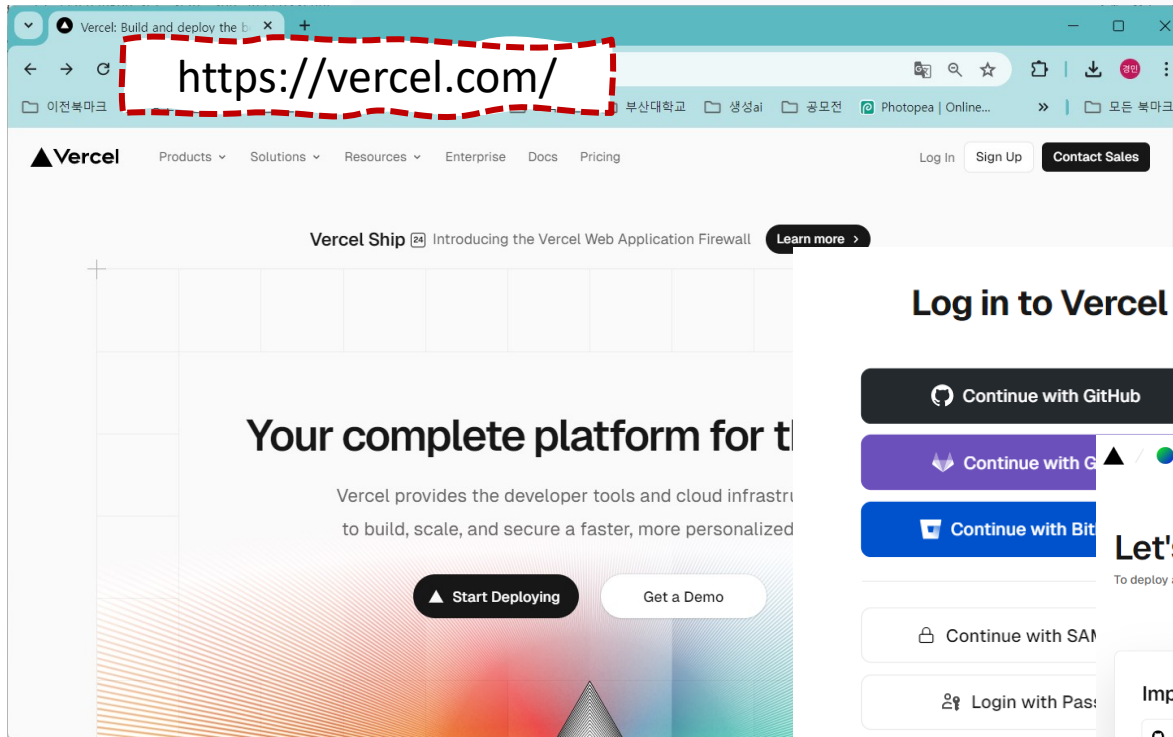 Vercel: Build and deploy the b
https://vercel.com/
경민
이전북마크
부산대학교
생성ai
공모전
Photopea | Online...
모든 북마크
Vercel
Products
Solutions
Resources
Enterprise
Docs
Pricing
Log In
Sign Up
Contact Sales
Vercel Ship 24 Introducing the Vercel Web Application Firewall
Learn more
Log in to Vercel
Continue with GitHub
Continue with G
Continue with Bit
Continue with SAM
Login with Pass
Your complete platform for t
Vercel provides the developer tools and cloud infrastru
to build, scale, and secure a faster, more personalized
Start Deploying
Get a Demo
Let's
To deploy a
Imp